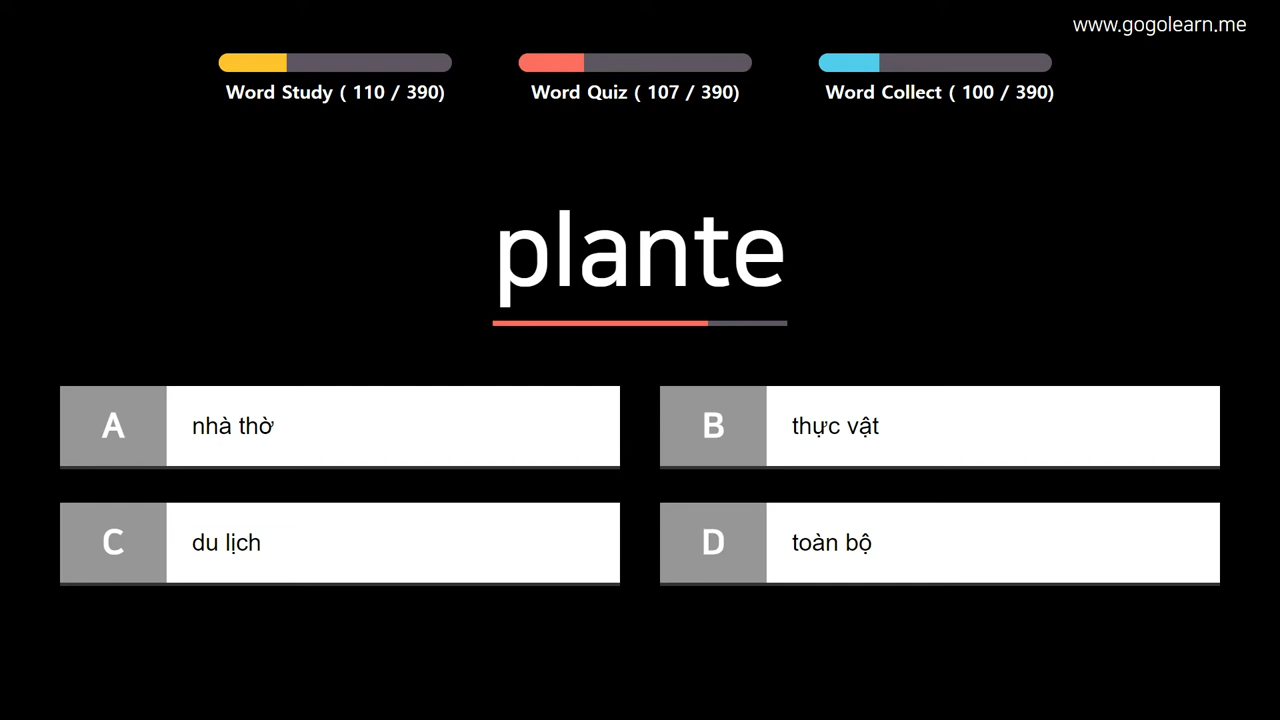 www.gogolearn.me
Word Study ( 110 / 390)
Word Quiz ( 107 / 390)
Word Collect ( 100 / 390)
plante
A nhà thờ
B thực vật
C du lịch
D toàn bộ